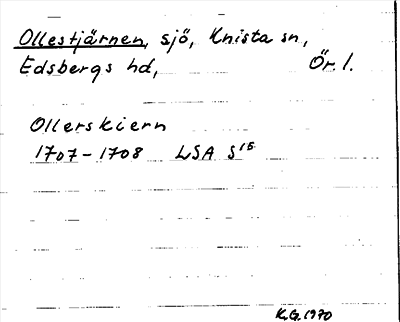 Ollestjärnen, sjö, Knista sn,
Edsbergs hd, Ör. l.
Ollerskiern
1707-1708 LSA S¹⁵
K.G. 1970